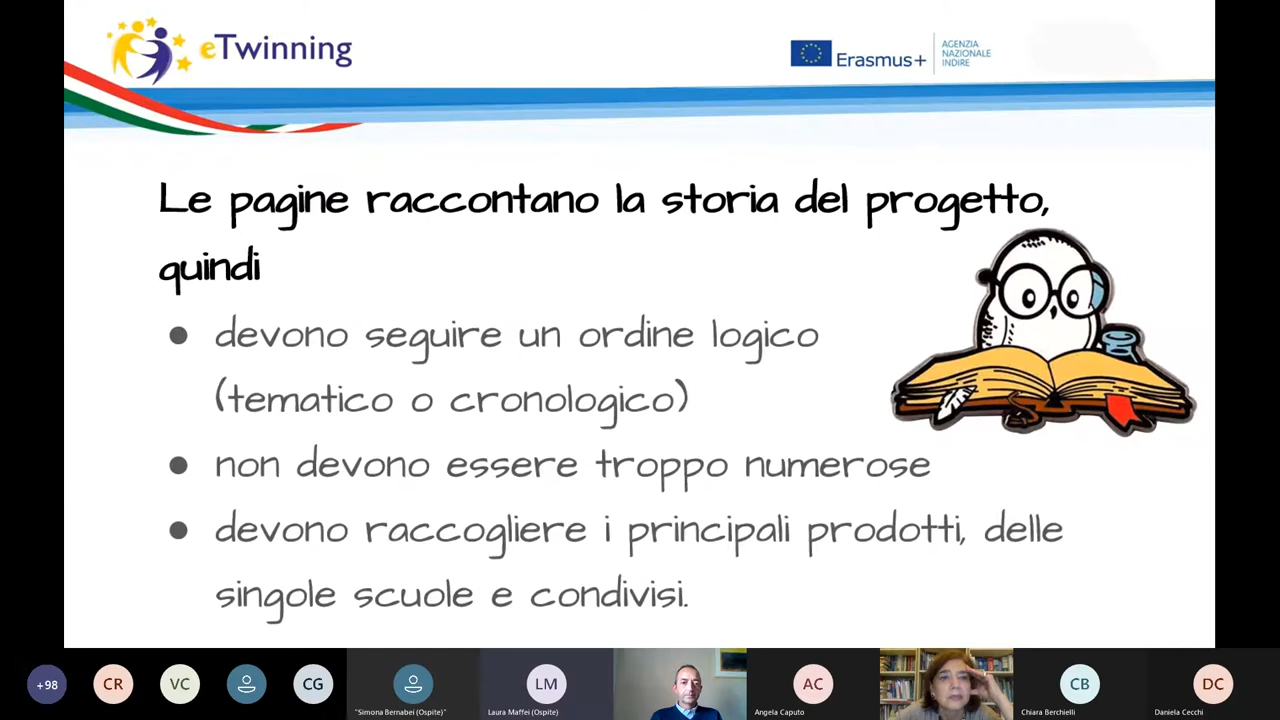 eTwinning
Erasmus+
AGENZIA
NAZIONALE
INDIRE
Le pagine raccontano la storia del progetto,
quindi
● devono seguire un ordine logico
(tematico o cronologico)
● non devono essere troppo numerose
● devono raccogliere i principali prodotti, delle
singole scuole e condivisi.
+98
CR
VC
CG
"Simona Bernabei (Ospite)"
LM
Laura Maffei (Ospite)
AC
Angela Caputo
CB
Chiara Berchielli
DC
Daniela Cecchi